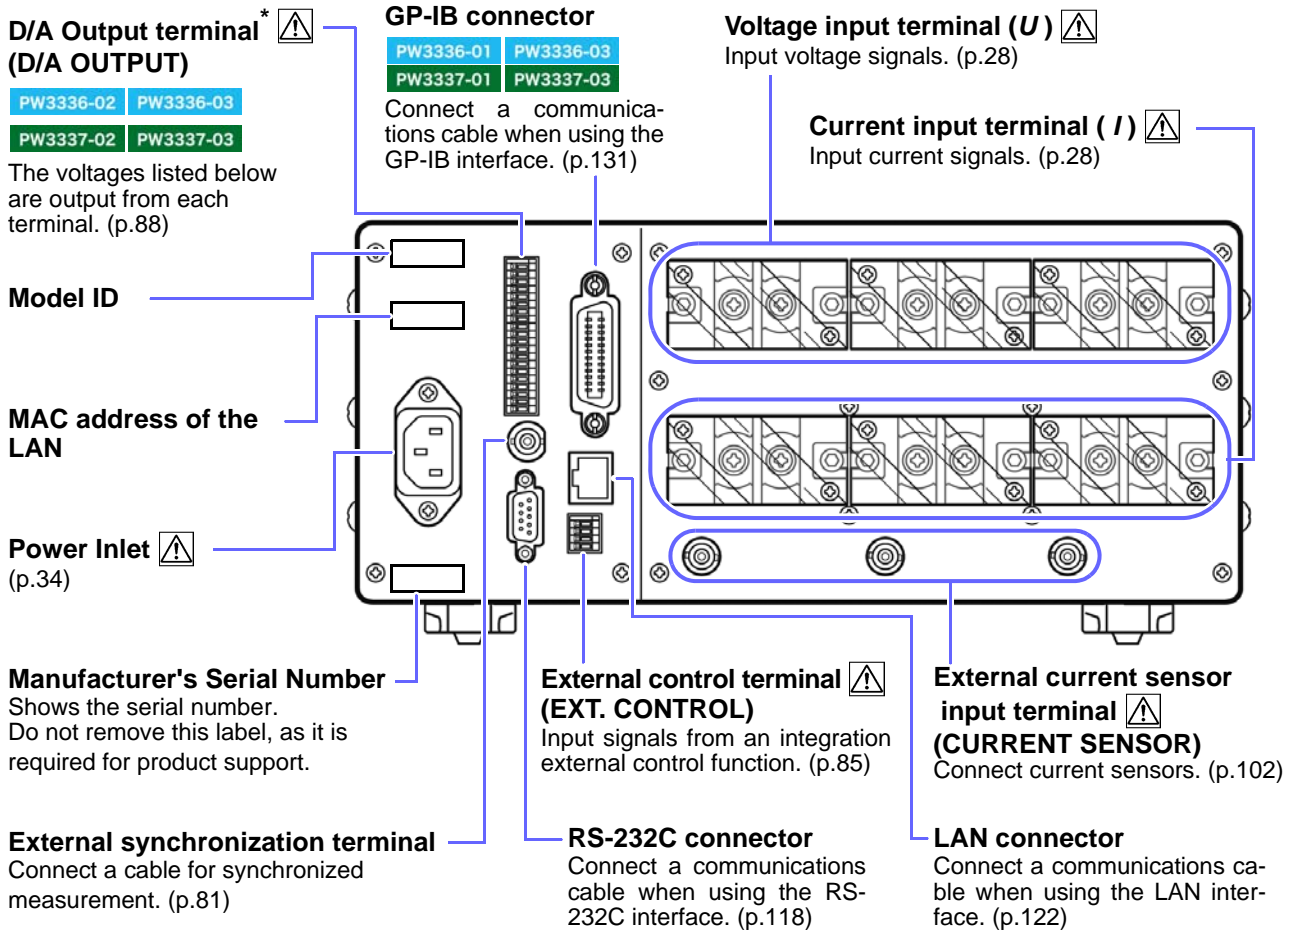 D/A Output terminal*
(D/A OUTPUT)
PW3336-02 PW3336-03
PW3337-02 PW3337-03
The voltages listed below
are output from each
terminal. (p.88)
GP-IB connector
PW3336-01 PW3336-03
PW3337-01 PW3337-03
Connect a communica-
tions cable when using the
GP-IB interface. (p.131)
Voltage input terminal (U)
Input voltage signals. (p.28)
Current input terminal ( I )
Input current signals. (p.28)
Model ID
MAC address of the
LAN
Power Inlet
(p.34)
Manufacturer's Serial Number
Shows the serial number.
Do not remove this label, as it is
required for product support.
External synchronization terminal
Connect a cable for synchronized
measurement. (p.81)
External control terminal
(EXT. CONTROL)
Input signals from an integration
external control function. (p.85)
RS-232C connector
Connect a communications
cable when using the RS-
232C interface. (p.118)
External current sensor
input terminal
(CURRENT SENSOR)
Connect current sensors. (p.102)
LAN connector
Connect a communications ca-
ble when using the LAN inter-
face. (p.122)